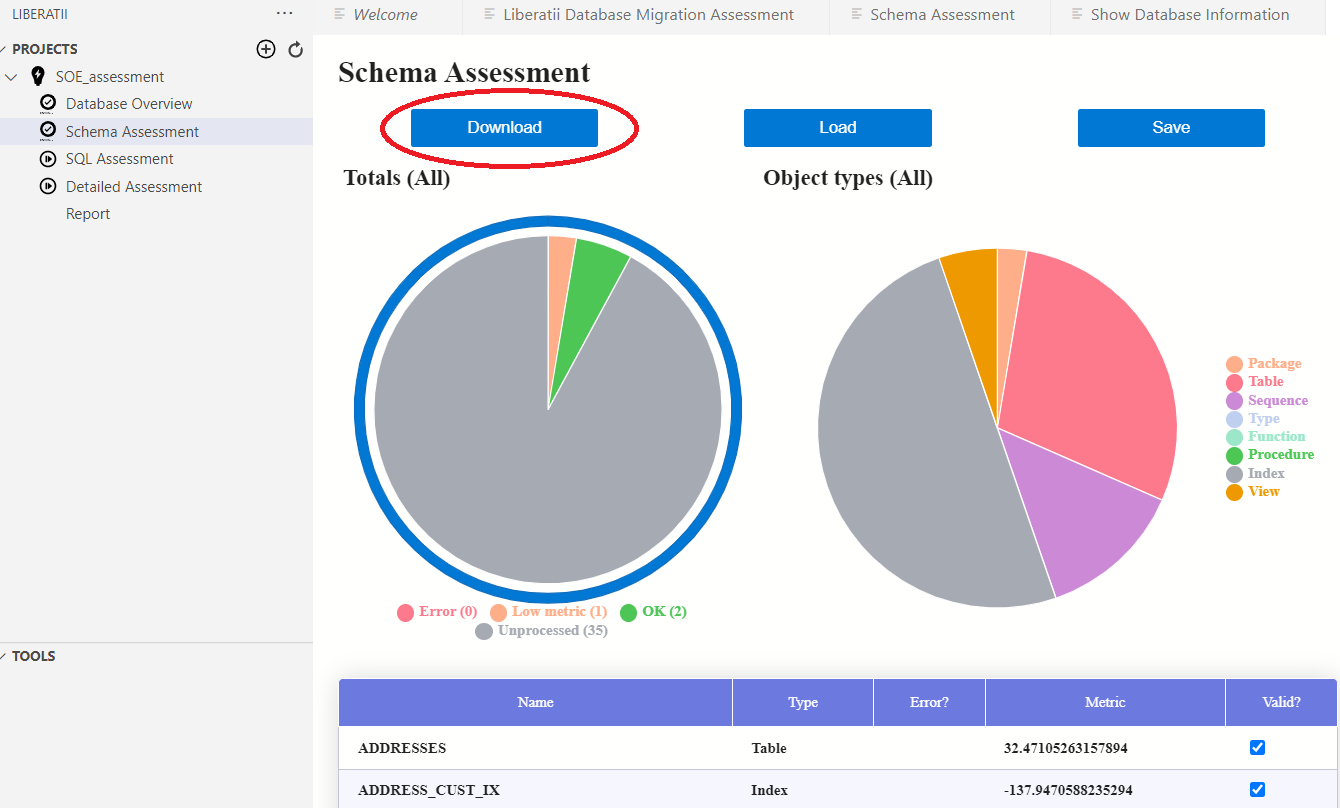 LIBERATII
Welcome
Liberatii Database Migration Assessment
Schema Assessment
Show Database Information
PROJECTS
SOE_assessment
Database Overview
Schema Assessment
SQL Assessment
Detailed Assessment
Report
TOOLS
Schema Assessment
Download
Load
Save
Totals (All)
Object types (All)
Error (0)
Low metric (1)
OK (2)
Unprocessed (35)
Package
Table
Sequence
Type
Function
Procedure
Index
View
Name Type Error? Metric Valid?
ADDRESSES Table 32.47105263157894
ADDRESS_CUST_IX Index -137.9470588235294